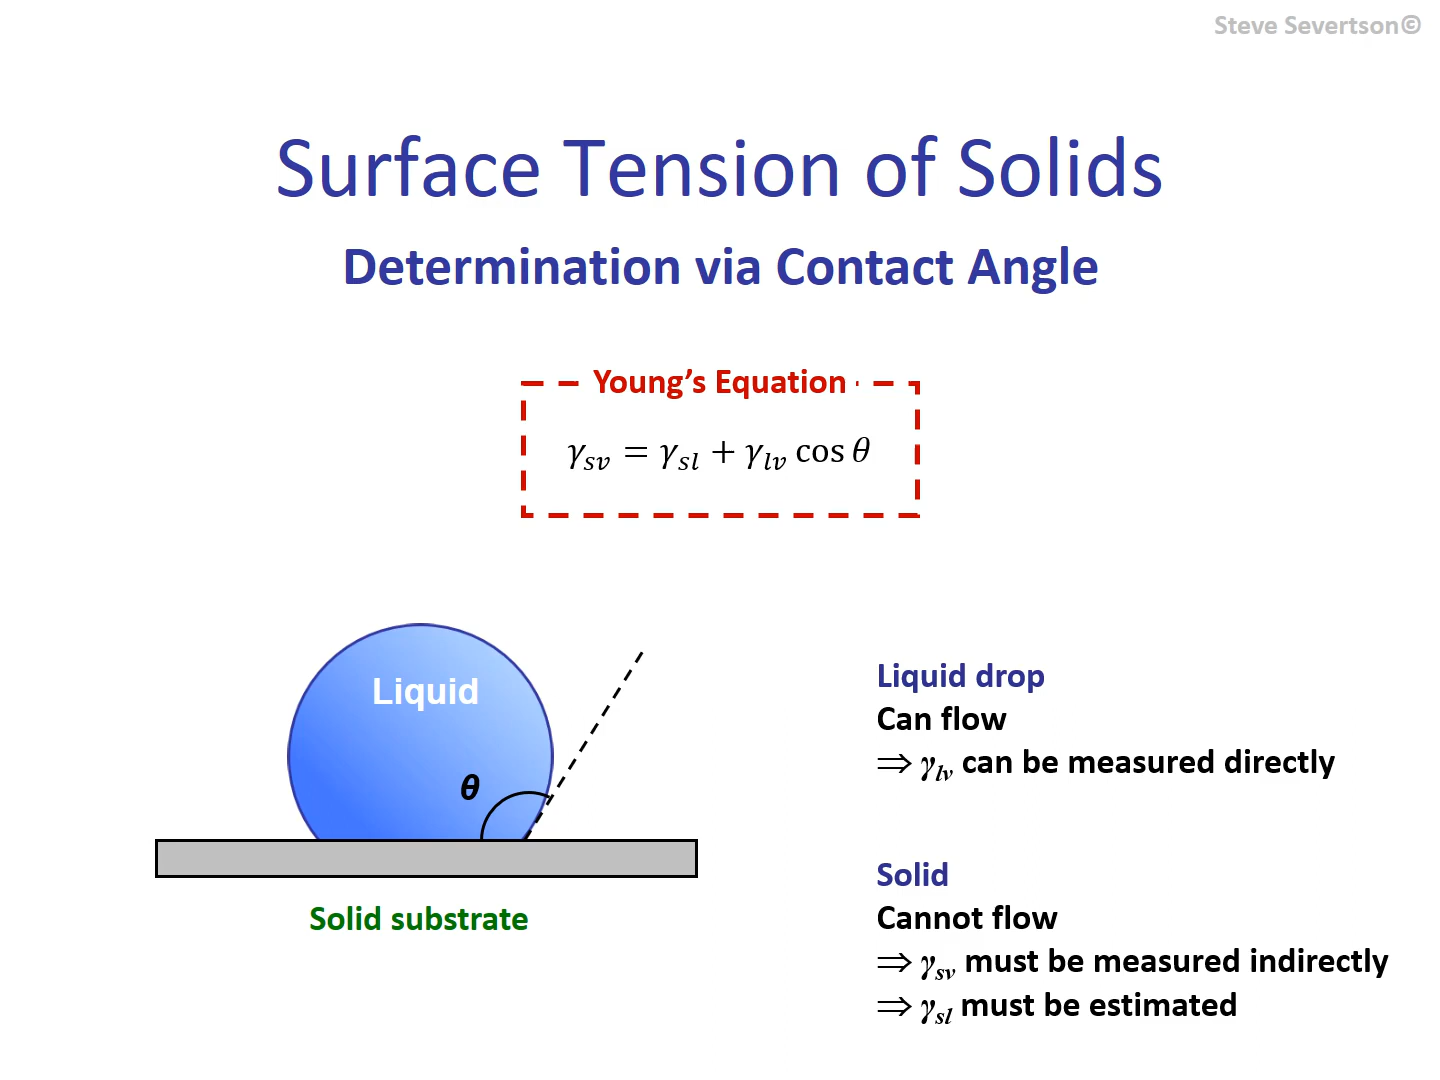 Steve Severtson©
Surface Tension of Solids
Determination via Contact Angle
Young’s Equation
γ_sv = γ_sl + γ_lv cos θ
Liquid
θ
Solid substrate
Liquid drop
Can flow
⇒ γ_lv can be measured directly
Solid
Cannot flow
⇒ γ_sv must be measured indirectly
⇒ γ_sl must be estimated